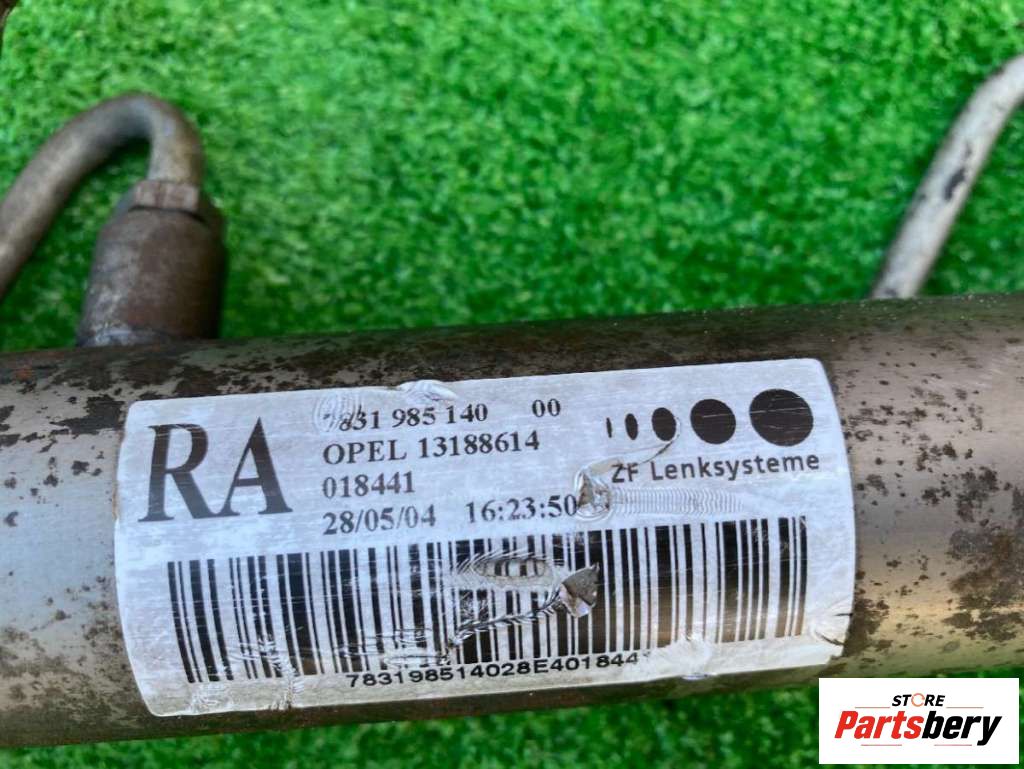 RA
7831 985 140 00
OPEL 13188614
018441
28/05/04 16:23:50
ZF Lenksysteme
783198514028E401844
STORE
Partsbery